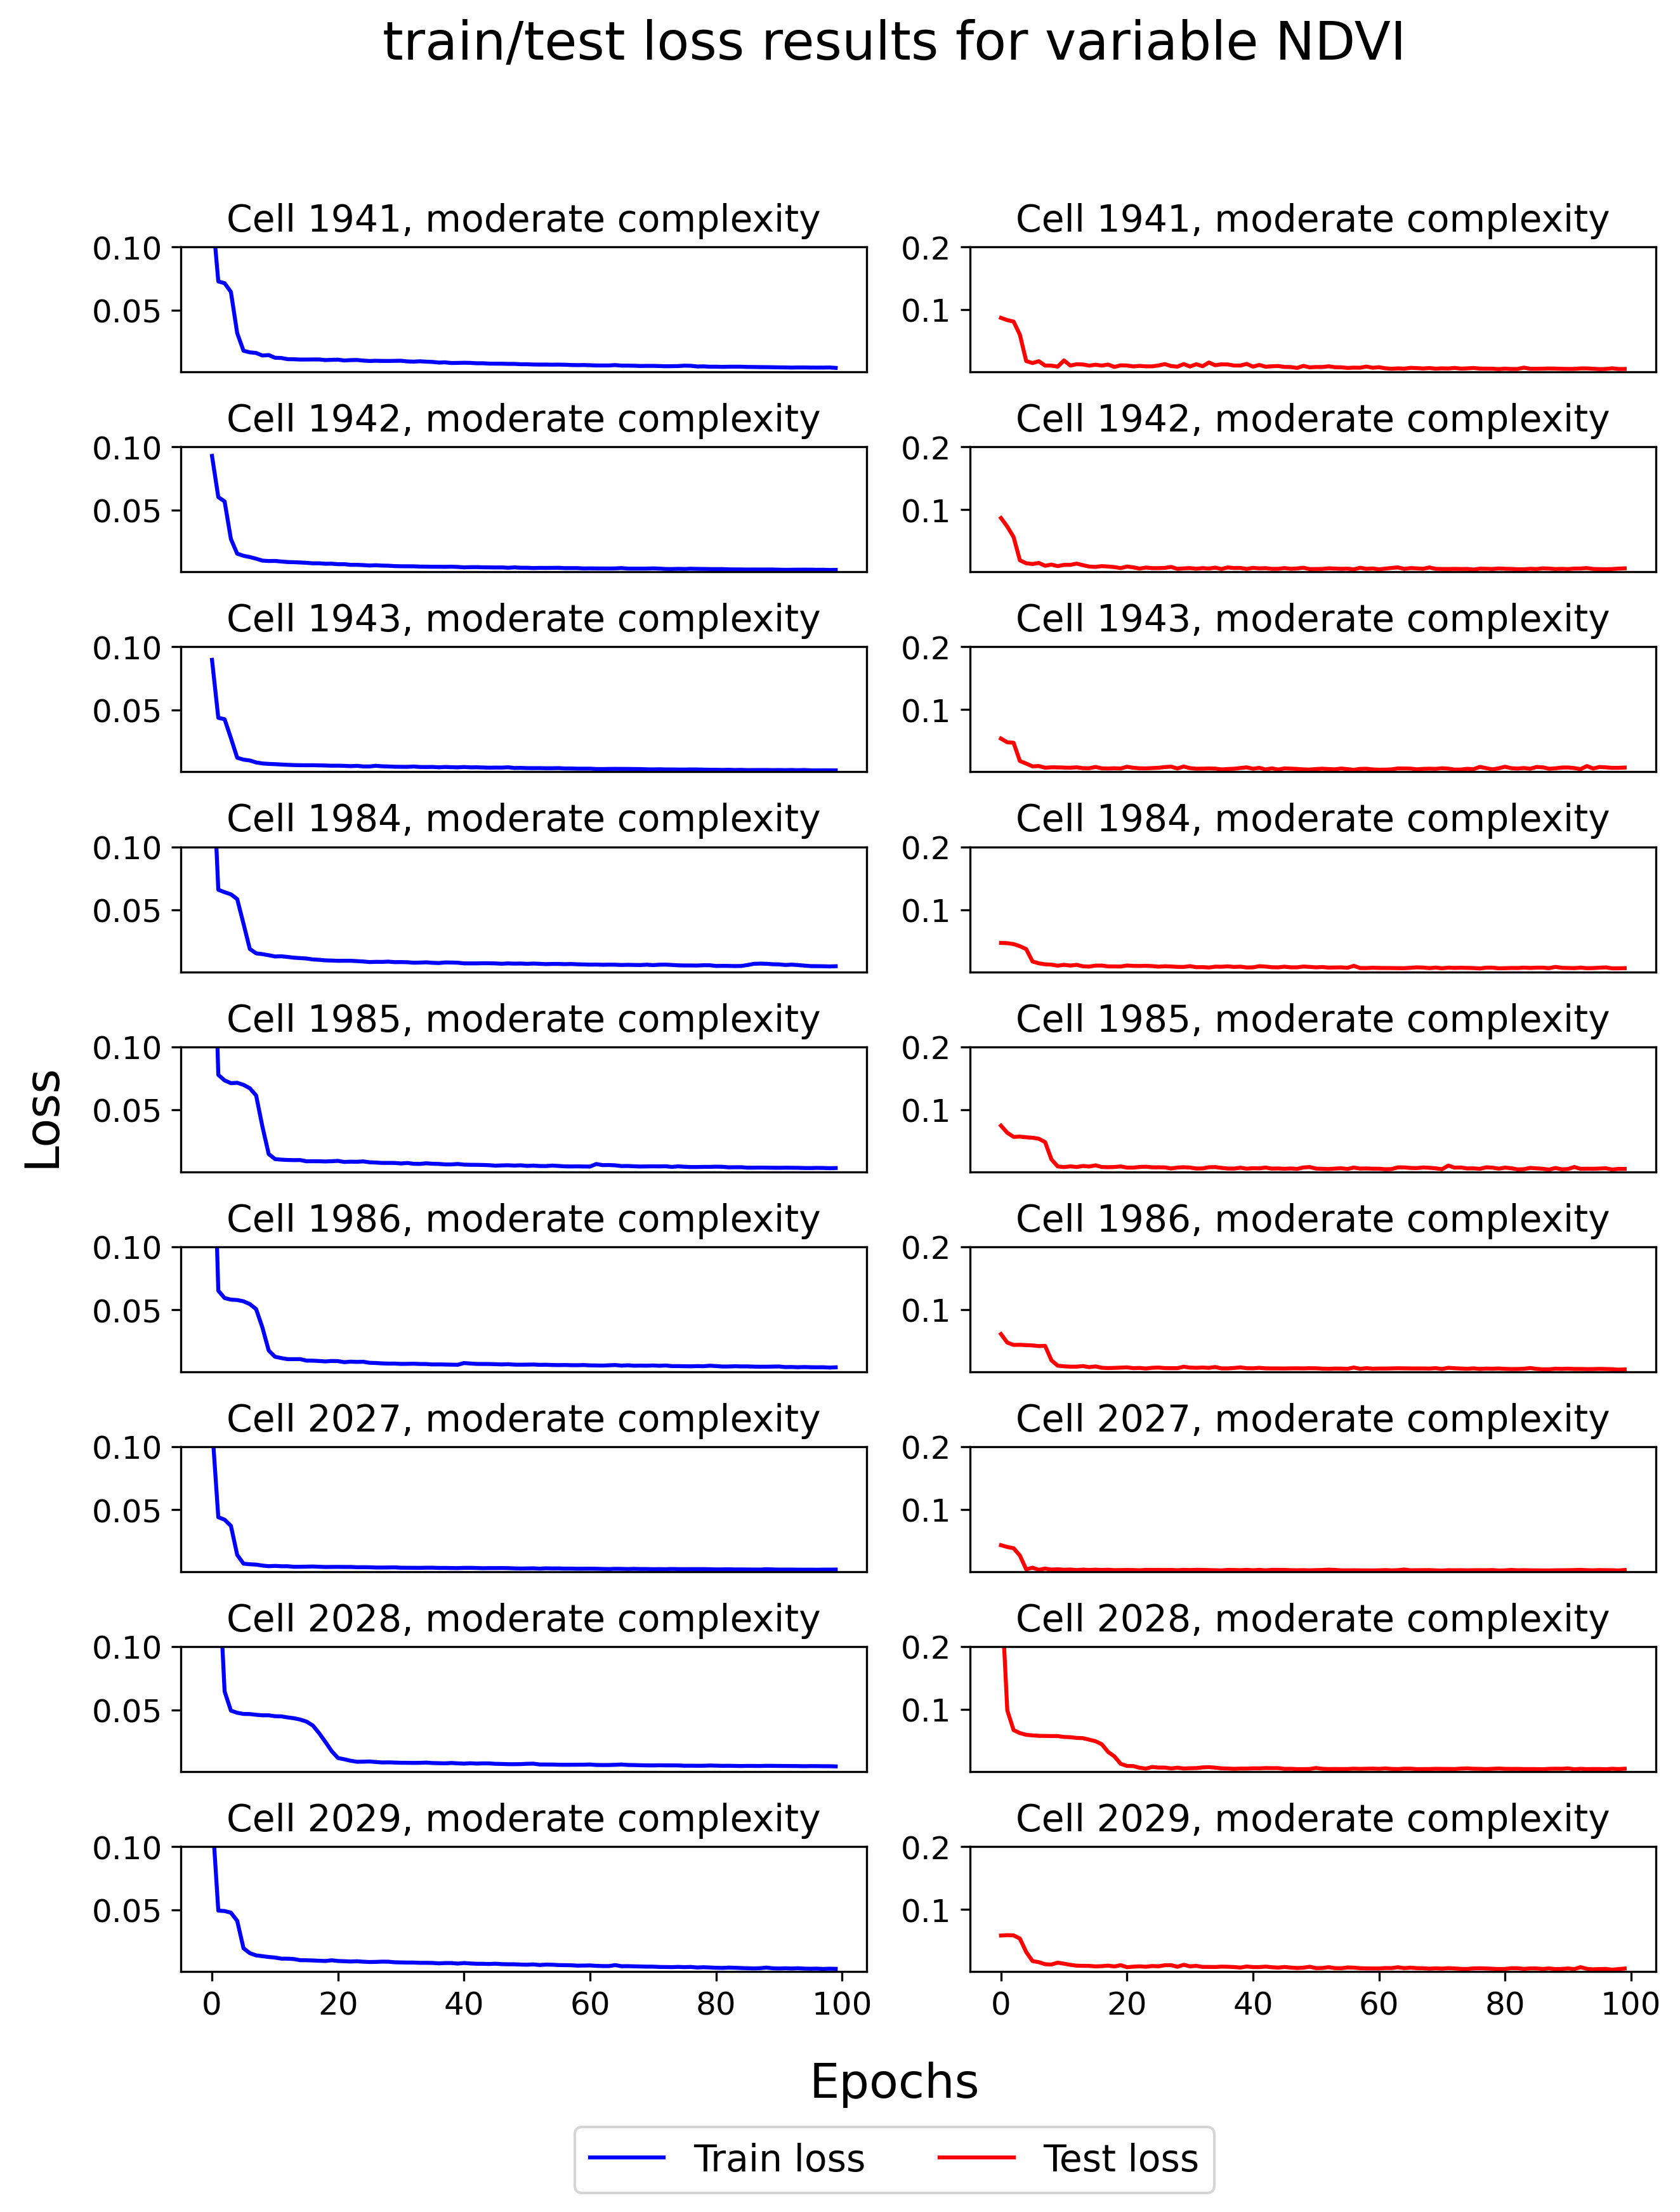 train/test loss results for variable NDVI
Cell 1941, moderate complexity
0.10
0.05
Cell 1941, moderate complexity
0.2
0.1
Cell 1942, moderate complexity
0.10
0.05
Cell 1942, moderate complexity
0.2
0.1
Cell 1943, moderate complexity
0.10
0.05
Cell 1943, moderate complexity
0.2
0.1
Cell 1984, moderate complexity
0.10
0.05
Cell 1984, moderate complexity
0.2
0.1
Loss
Cell 1985, moderate complexity
0.10
0.05
Cell 1985, moderate complexity
0.2
0.1
Cell 1986, moderate complexity
0.10
0.05
Cell 1986, moderate complexity
0.2
0.1
Cell 2027, moderate complexity
0.10
0.05
Cell 2027, moderate complexity
0.2
0.1
Cell 2028, moderate complexity
0.10
0.05
Cell 2028, moderate complexity
0.2
0.1
Cell 2029, moderate complexity
0.10
0.05
0 20 40 60 80 100
Cell 2029, moderate complexity
0.2
0.1
0 20 40 60 80 100
Epochs
Train loss Test loss